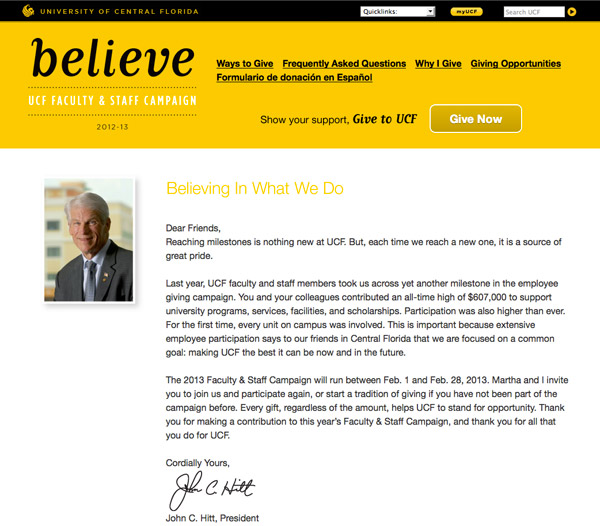 UNIVERSITY OF CENTRAL FLORIDA
Quicklinks:
myUCF
Search UCF
believe
UCF FACULTY & STAFF CAMPAIGN
2012-13
Ways to Give Frequently Asked Questions Why I Give Giving Opportunities
Formulario de donación en Español
Show your support, Give to UCF Give Now
Believing In What We Do
Dear Friends,
Reaching milestones is nothing new at UCF. But, each time we reach a new one, it is a source of
great pride.
Last year, UCF faculty and staff members took us across yet another milestone in the employee
giving campaign. You and your colleagues contributed an all-time high of $607,000 to support
university programs, services, facilities, and scholarships. Participation was also higher than ever.
For the first time, every unit on campus was involved. This is important because extensive
employee participation says to our friends in Central Florida that we are focused on a common
goal: making UCF the best it can be now and in the future.
The 2013 Faculty & Staff Campaign will run between Feb. 1 and Feb. 28, 2013. Martha and I invite
you to join us and participate again, or start a tradition of giving if you have not been part of the
campaign before. Every gift, regardless of the amount, helps UCF to stand for opportunity. Thank
you for making a contribution to this year's Faculty & Staff Campaign, and thank you for all that
you do for UCF.
Cordially Yours,
John C. Hitt
John C. Hitt, President